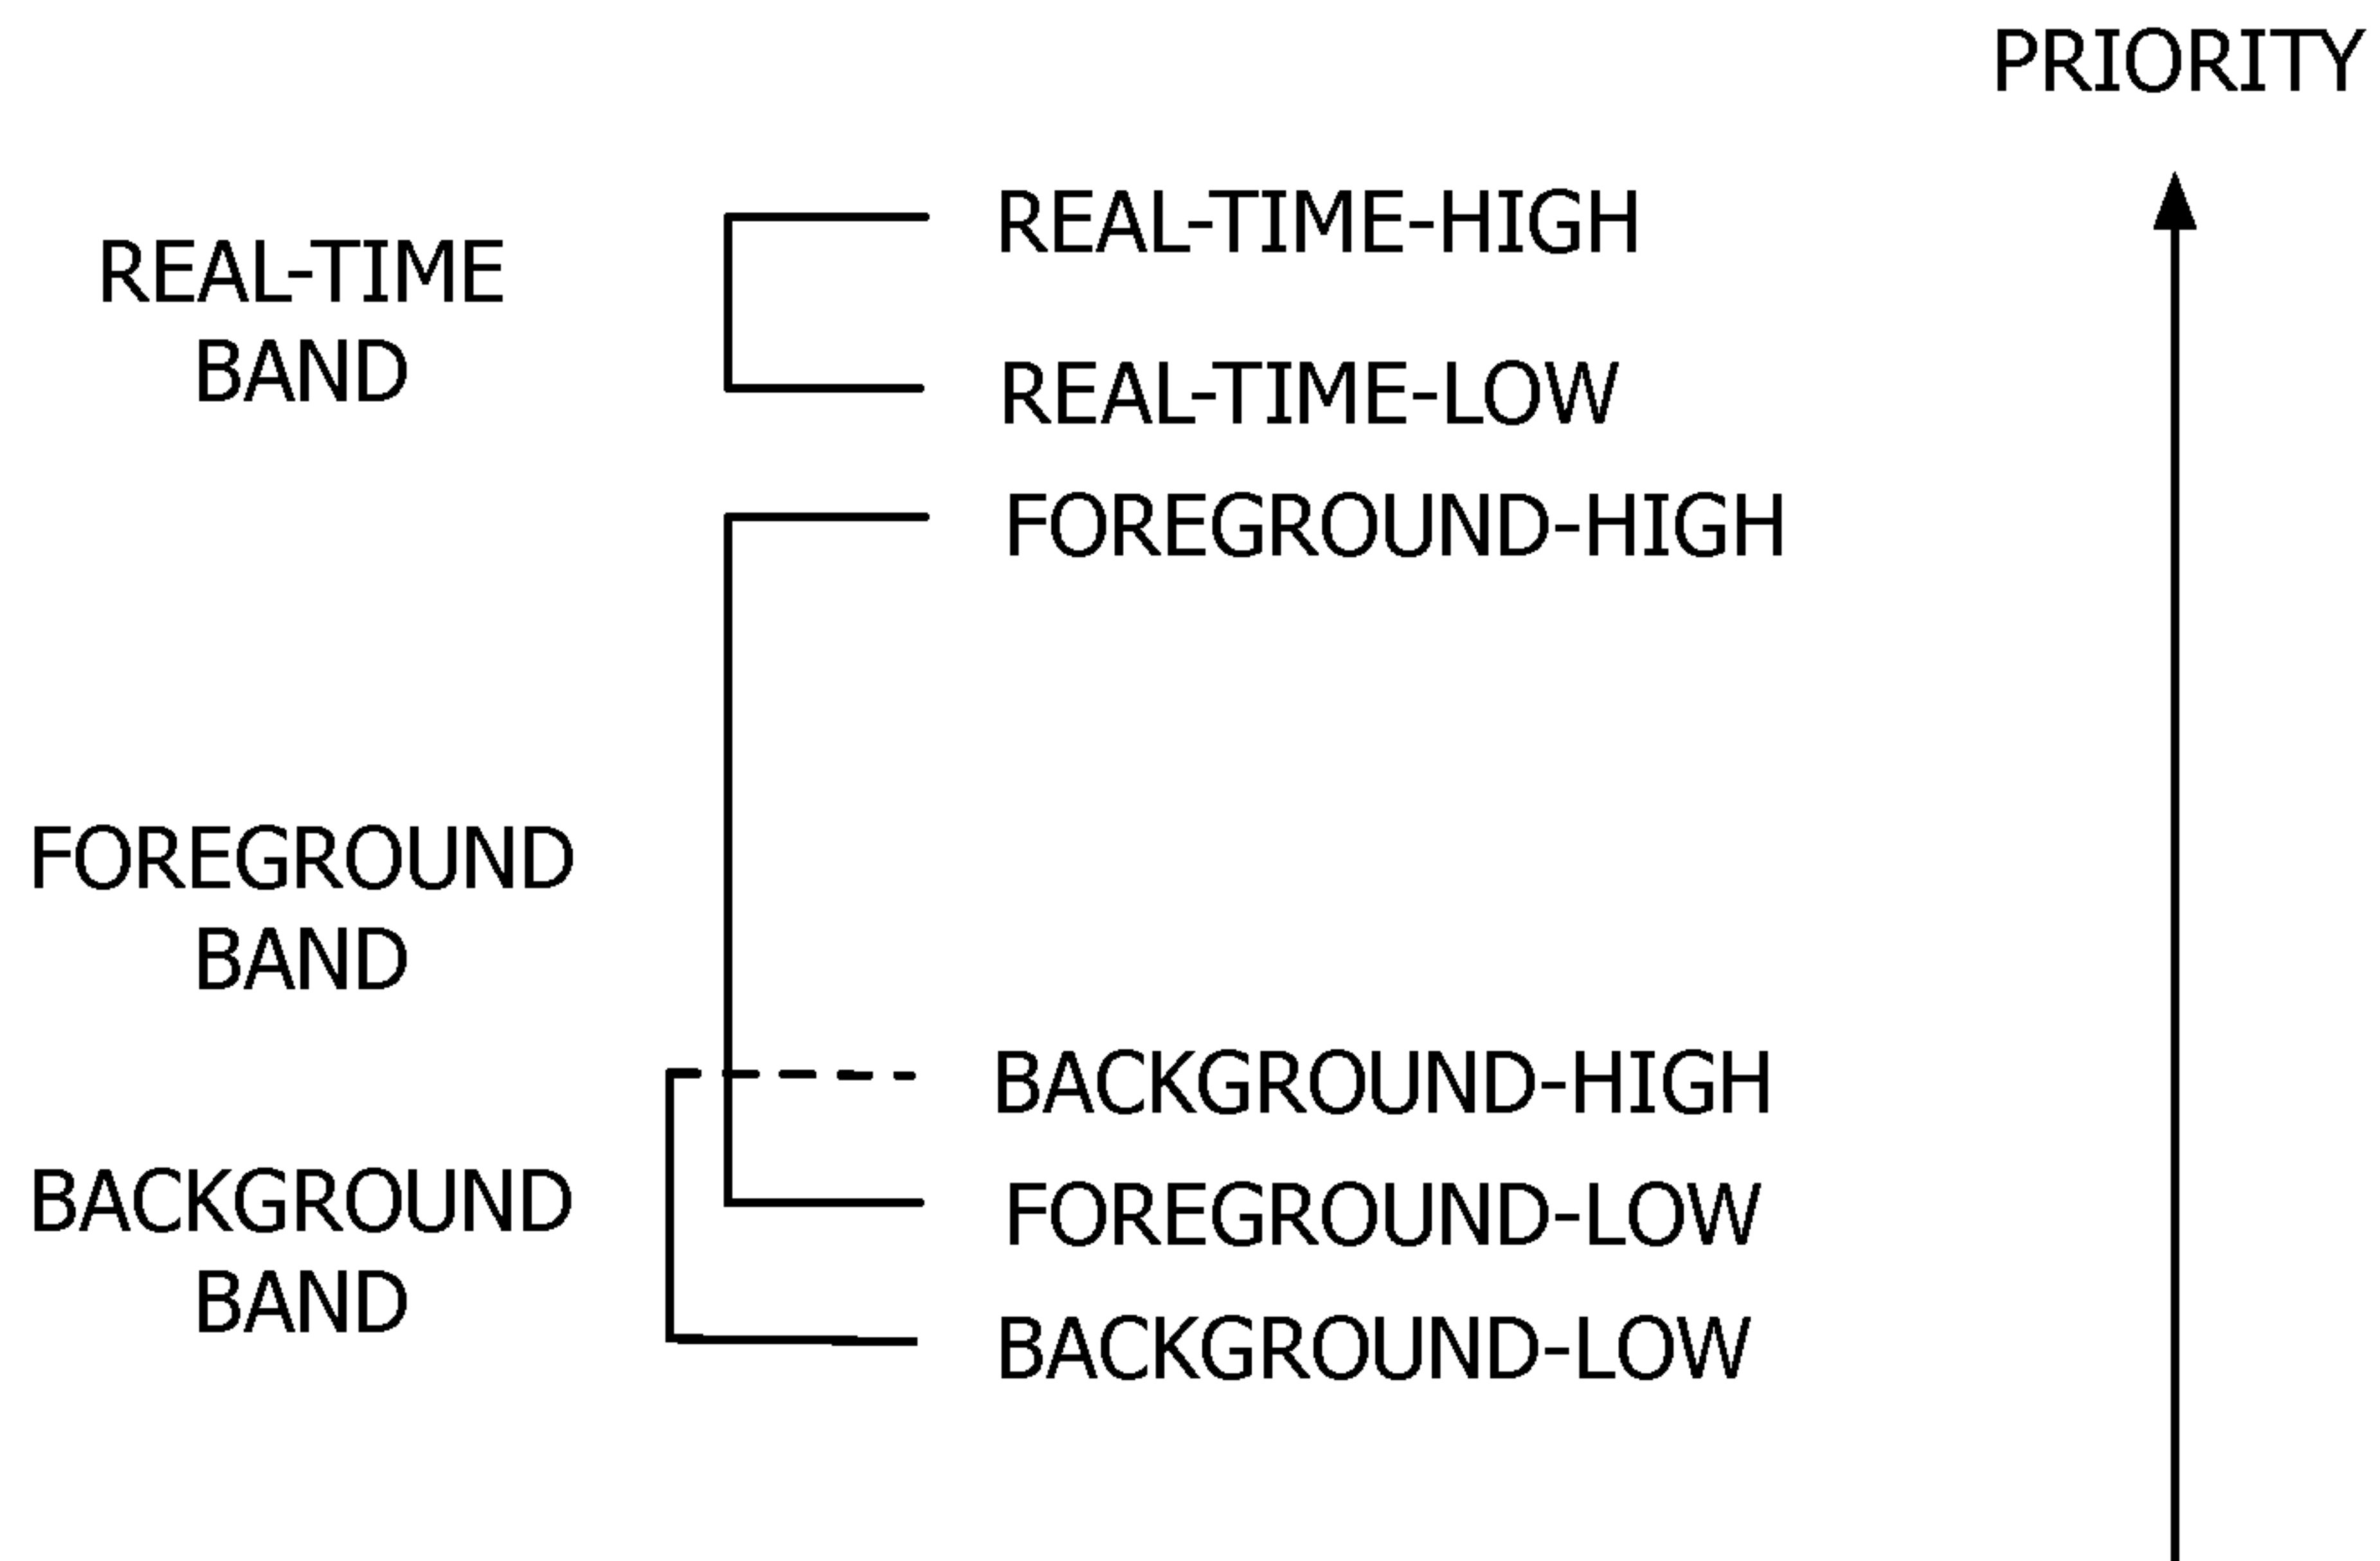 PRIORITY
REAL-TIME
BAND
REAL-TIME-HIGH
REAL-TIME-LOW
FOREGROUND-HIGH
FOREGROUND
BAND
BACKGROUND-HIGH
BACKGROUND
BAND
FOREGROUND-LOW
BACKGROUND-LOW